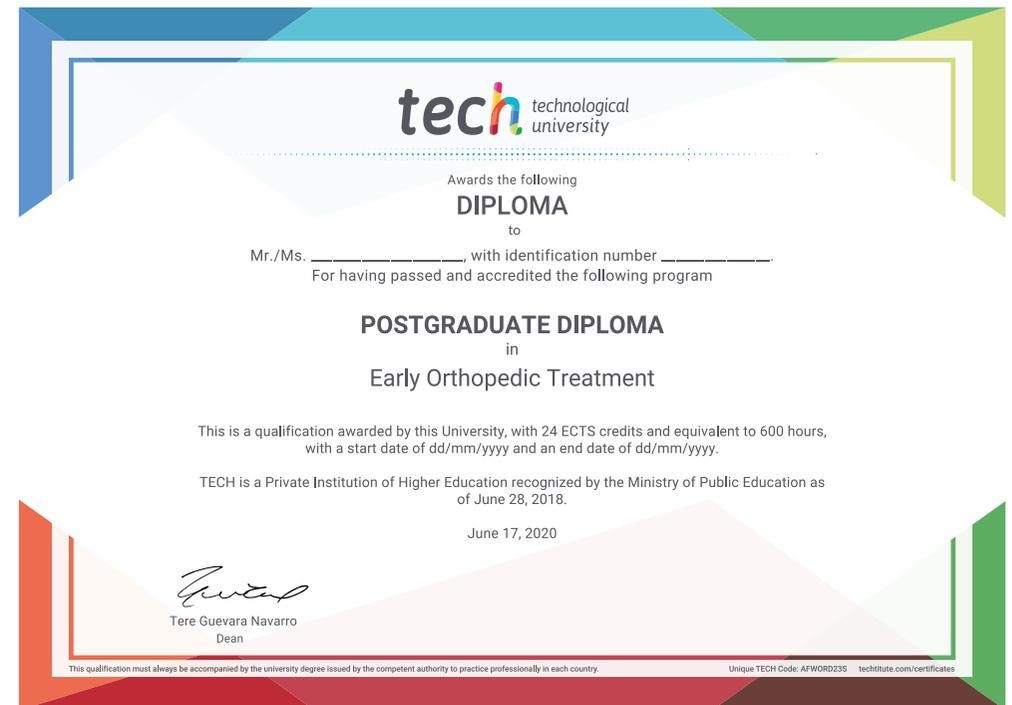 tech technological
university
Awards the following
DIPLOMA
to
Mr./Ms. _______________, with identification number ___________.
For having passed and accredited the following program
POSTGRADUATE DIPLOMA
in
Early Orthopedic Treatment
This is a qualification awarded by this University, with 24 ECTS credits and equivalent to 600 hours,
with a start date of dd/mm/yyyy and an end date of dd/mm/yyyy.
TECH is a Private Institution of Higher Education recognized by the Ministry of Public Education as
of June 28, 2018.
June 17, 2020
Tere Guevara Navarro
Dean
This qualification must always be accompanied by the university degree issued by the competent authority to practice professionally in each country.
Unique TECH Code: AFWORD23S techtitute.com/certificates